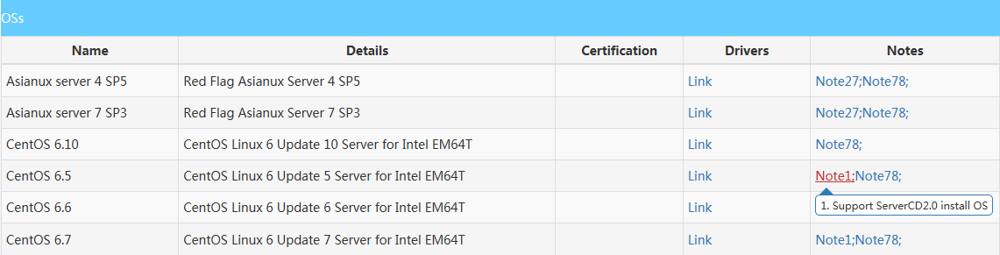 OSs
Name Details Certification Drivers Notes
Asianux server 4 SP5 Red Flag Asianux Server 4 SP5 Link Note27;Note78;
Asianux server 7 SP3 Red Flag Asianux Server 7 SP3 Link Note27;Note78;
CentOS 6.10 CentOS Linux 6 Update 10 Server for Intel EM64T Link Note78;
CentOS 6.5 CentOS Linux 6 Update 5 Server for Intel EM64T Link Note1;Note78;
CentOS 6.6 CentOS Linux 6 Update 6 Server for Intel EM64T Link
1. Support ServerCD2.0 install OS
CentOS 6.7 CentOS Linux 6 Update 7 Server for Intel EM64T Link Note1;Note78;